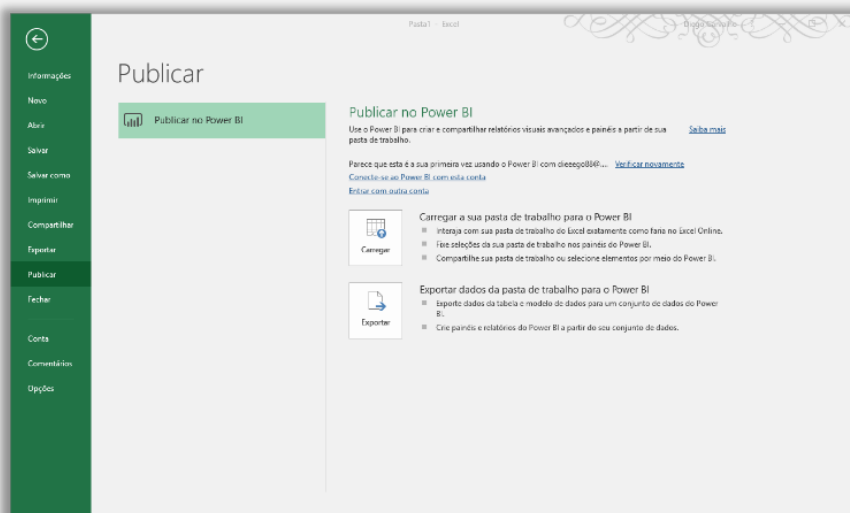 Pasta1 - Excel
Diego Carvalho
Informações
Novo
Abrir
Salvar
Salvar como
Imprimir
Compartilhar
Exportar
Publicar
Fechar
Conta
Comentários
Opções
Publicar
Publicar no Power BI
Publicar no Power BI
Use o Power BI para criar e compartilhar relatórios visuais avançados e painéis a partir de sua
pasta de trabalho.
Saiba mais
Parece que esta é a sua primeira vez usando o Power BI com dieeego88@.... Verificar novamente
Conecte-se ao Power BI com esta conta
Entrar com outra conta
Carregar
Carregar a sua pasta de trabalho para o Power BI
Interaja com sua pasta de trabalho do Excel exatamente como faria no Excel Online.
Fixe seleções da sua pasta de trabalho nos painéis do Power BI.
Compartilhe sua pasta de trabalho ou selecione elementos por meio do Power BI.
Exportar
Exportar dados da pasta de trabalho para o Power BI
Exporte dados da tabela e modelo de dados para um conjunto de dados do Power
BI.
Crie painéis e relatórios do Power BI a partir do seu conjunto de dados.